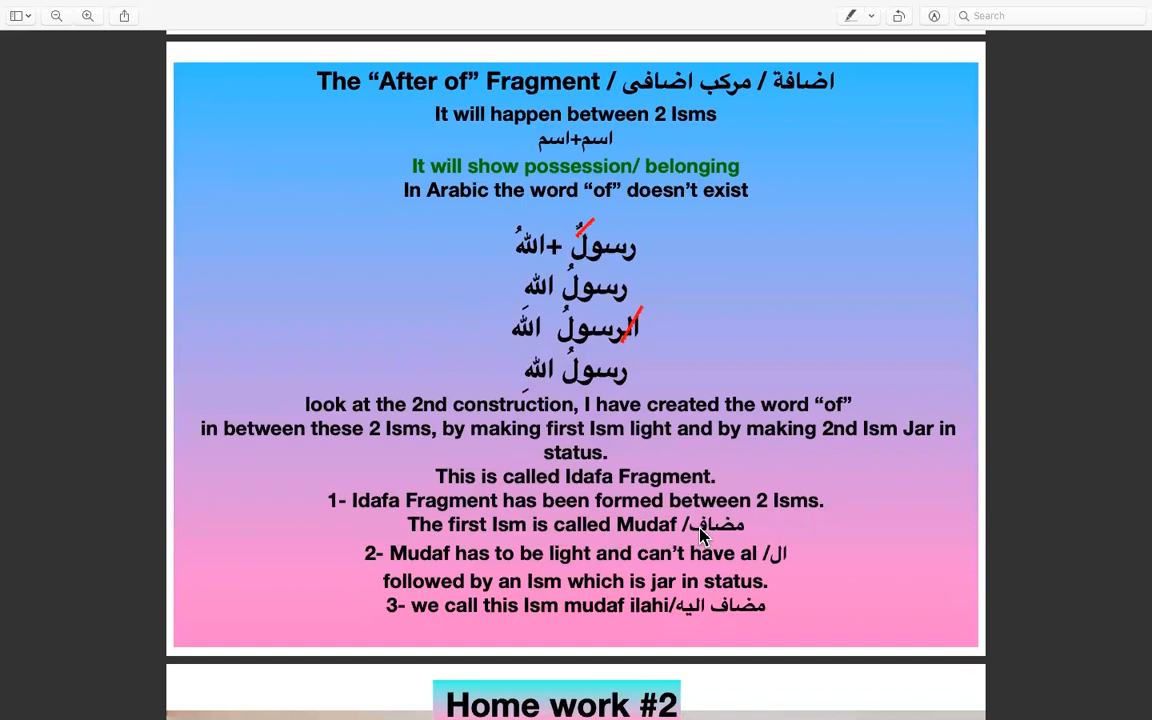 Search
The “After of” Fragment / اضافة / مركب اضافى
It will happen between 2 Isms
اسم+اسم
It will show possession/ belonging
In Arabic the word “of” doesn’t exist
رسولٌ +اللهُ
رسولُ اللهِ
الرسولُ اللهِ
رسولُ اللهِ
look at the 2nd construction, I have created the word “of”
in between these 2 Isms, by making first Ism light and by making 2nd Ism Jar in
status.
This is called Idafa Fragment.
1- Idafa Fragment has been formed between 2 Isms.
The first Ism is called Mudaf /مضاف
2- Mudaf has to be light and can’t have al /ال
followed by an Ism which is jar in status.
3- we call this Ism mudaf ilahi/مضاف اليه
Home work #2